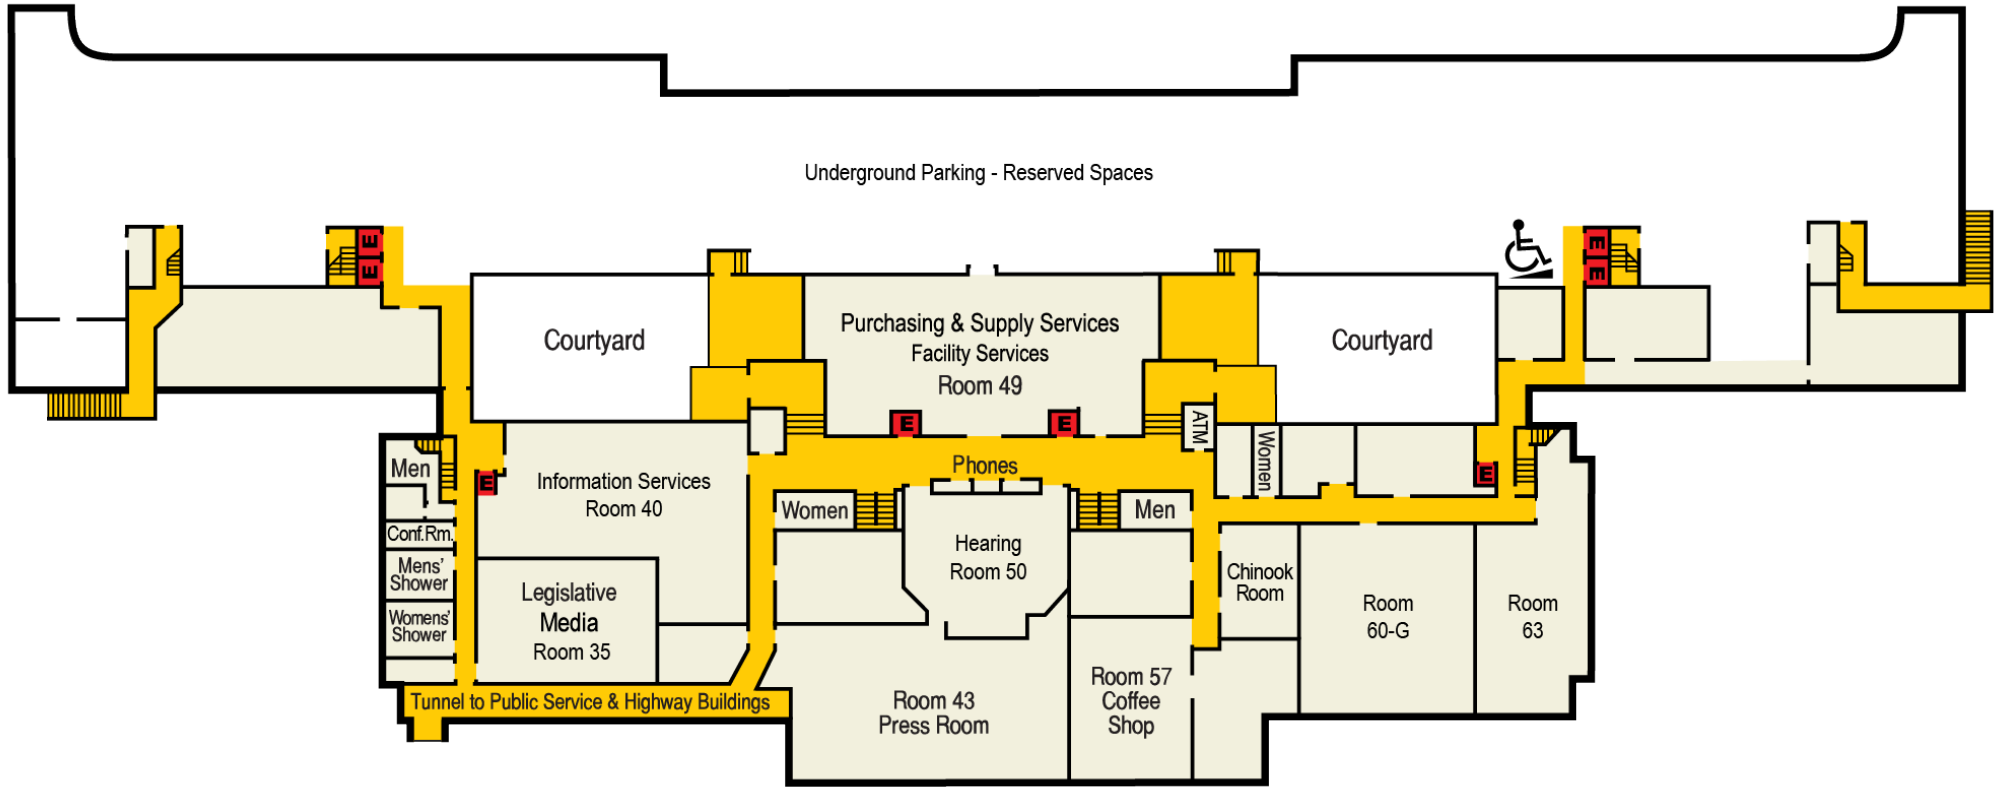 Underground Parking - Reserved Spaces
E
E
E
E
Courtyard
Purchasing & Supply Services
Facility Services
Room 49
Courtyard
E
E
ATM
Men
E
Information Services
Room 40
Phones
Women
E
Women
Men
Conf.Rm.
Mens'
Shower
Womens'
Shower
Legislative
Media
Room 35
Hearing
Room 50
Chinook
Room
Room
60-G
Room
63
Tunnel to Public Service & Highway Buildings
Room 43
Press Room
Room 57
Coffee
Shop